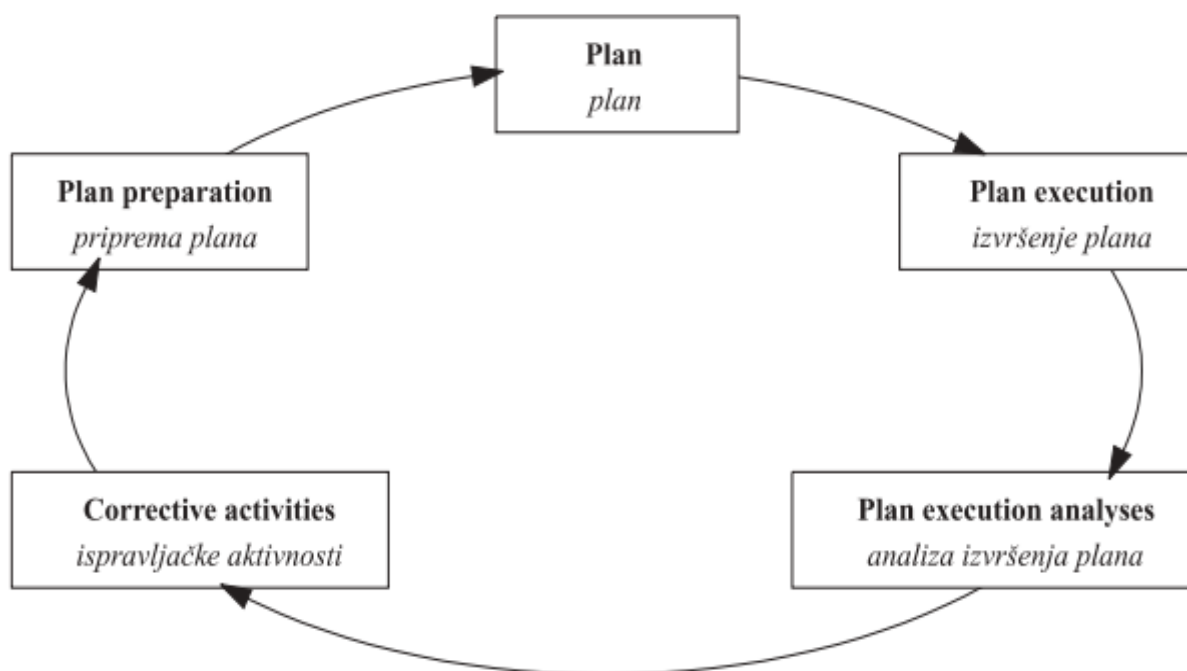 Plan
plan
Plan preparation
priprema plana
Plan execution
izvršenje plana
Corrective activities
ispravljačke aktivnosti
Plan execution analyses
analiza izvršenja plana